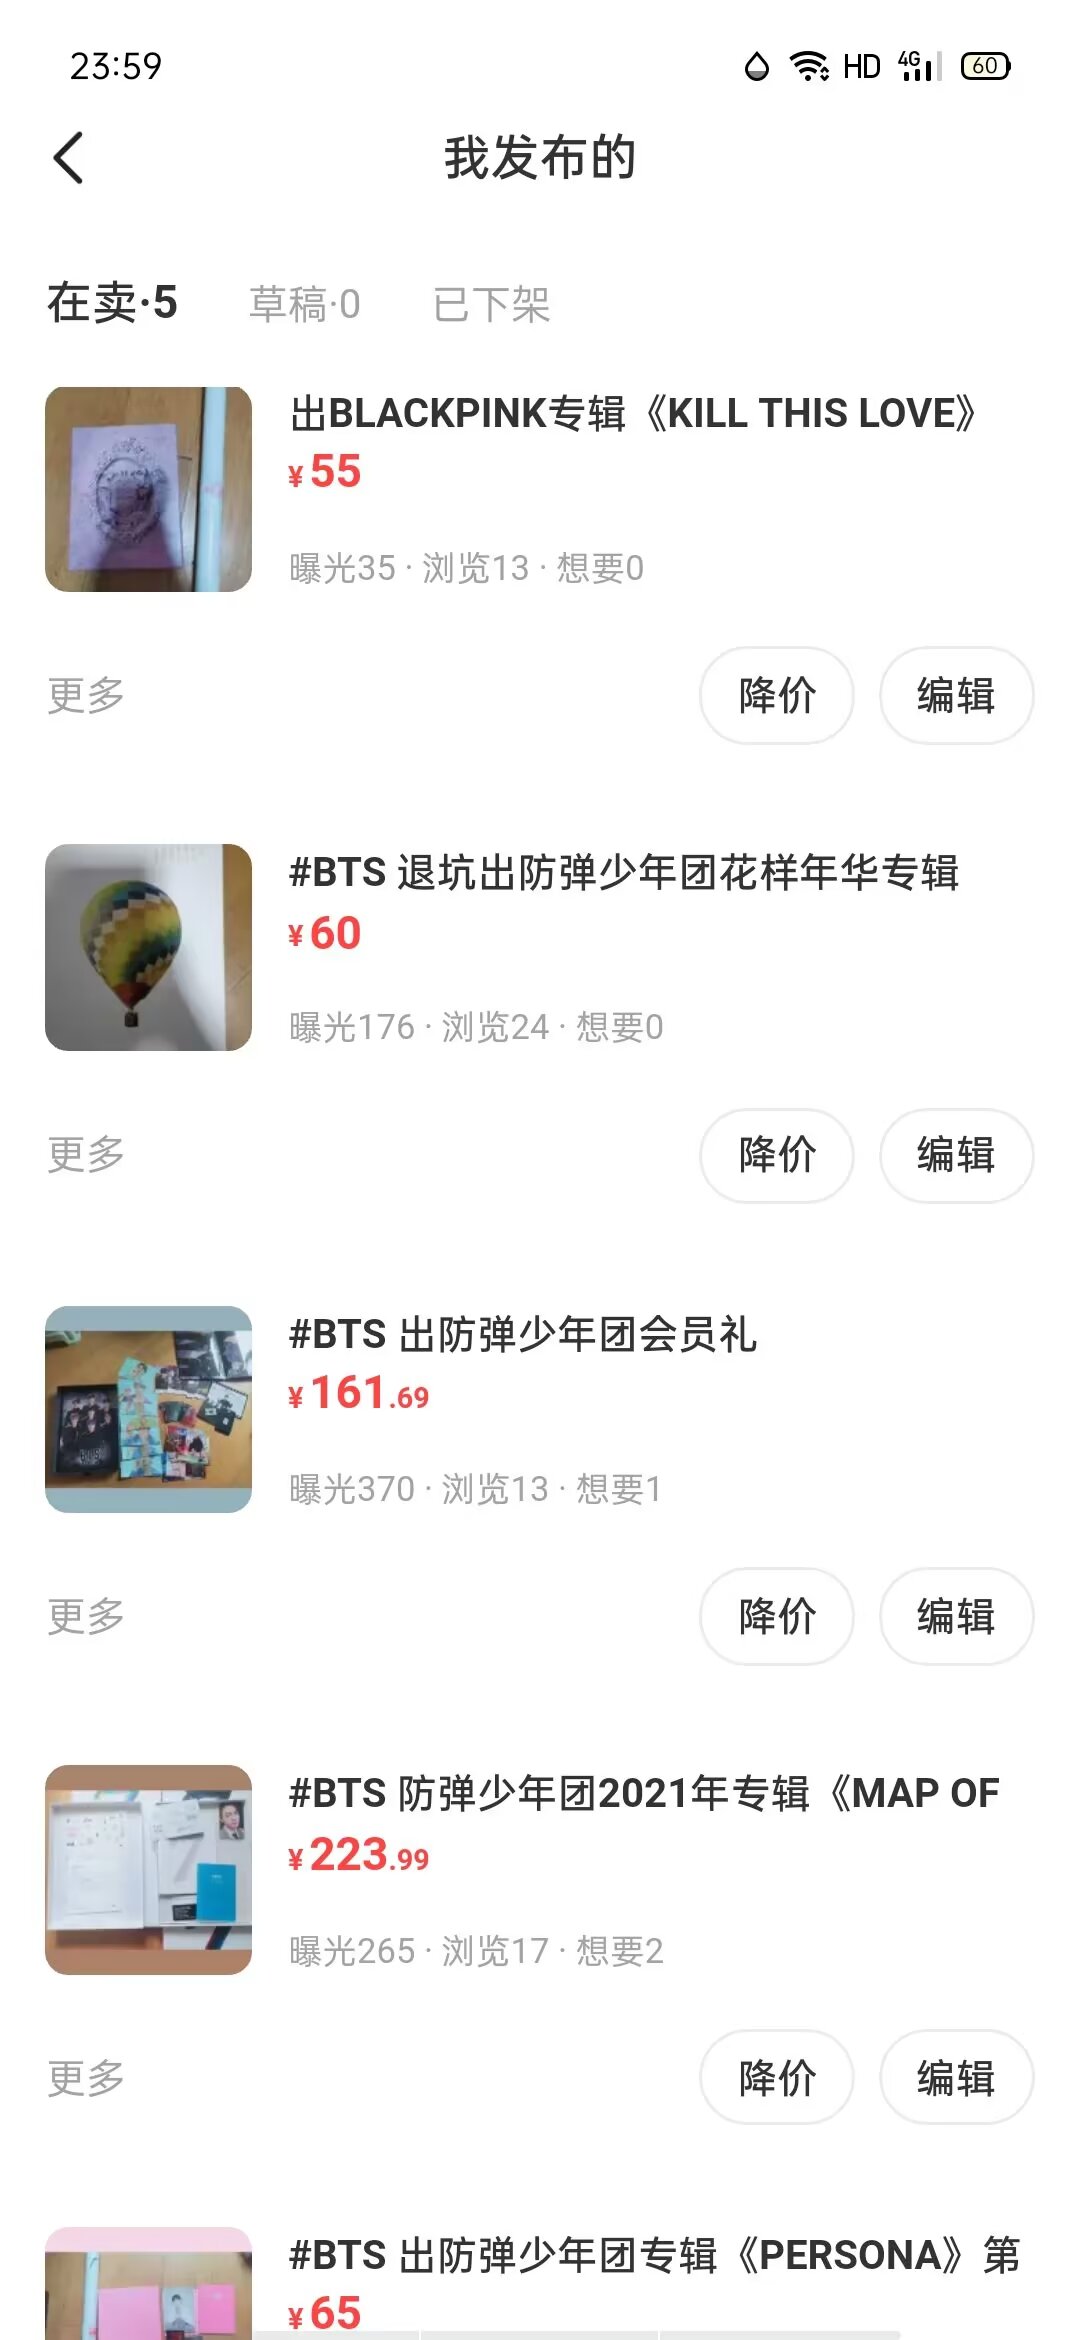 23:59
HD 4G 60
我发布的
在卖·5 草稿·0 已下架
出BLACKPINK专辑《KILL THIS LOVE》
¥55
曝光35 · 浏览13 · 想要0
更多 降价 编辑
#BTS 退坑出防弹少年团花样年华专辑
¥60
曝光176 · 浏览24 · 想要0
更多 降价 编辑
#BTS 出防弹少年团会员礼
¥161.69
曝光370 · 浏览13 · 想要1
更多 降价 编辑
#BTS 防弹少年团2021年专辑《MAP OF
¥223.99
曝光265 · 浏览17 · 想要2
更多 降价 编辑
#BTS 出防弹少年团专辑《PERSONA》第
¥65